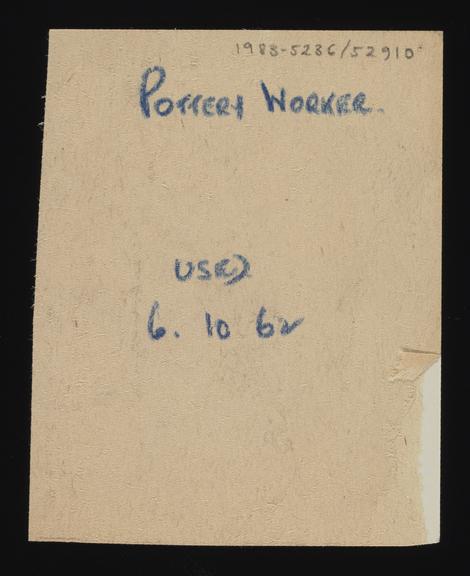 1983-5236/52910
POTTERY WORKER.
USED
6. 10 62